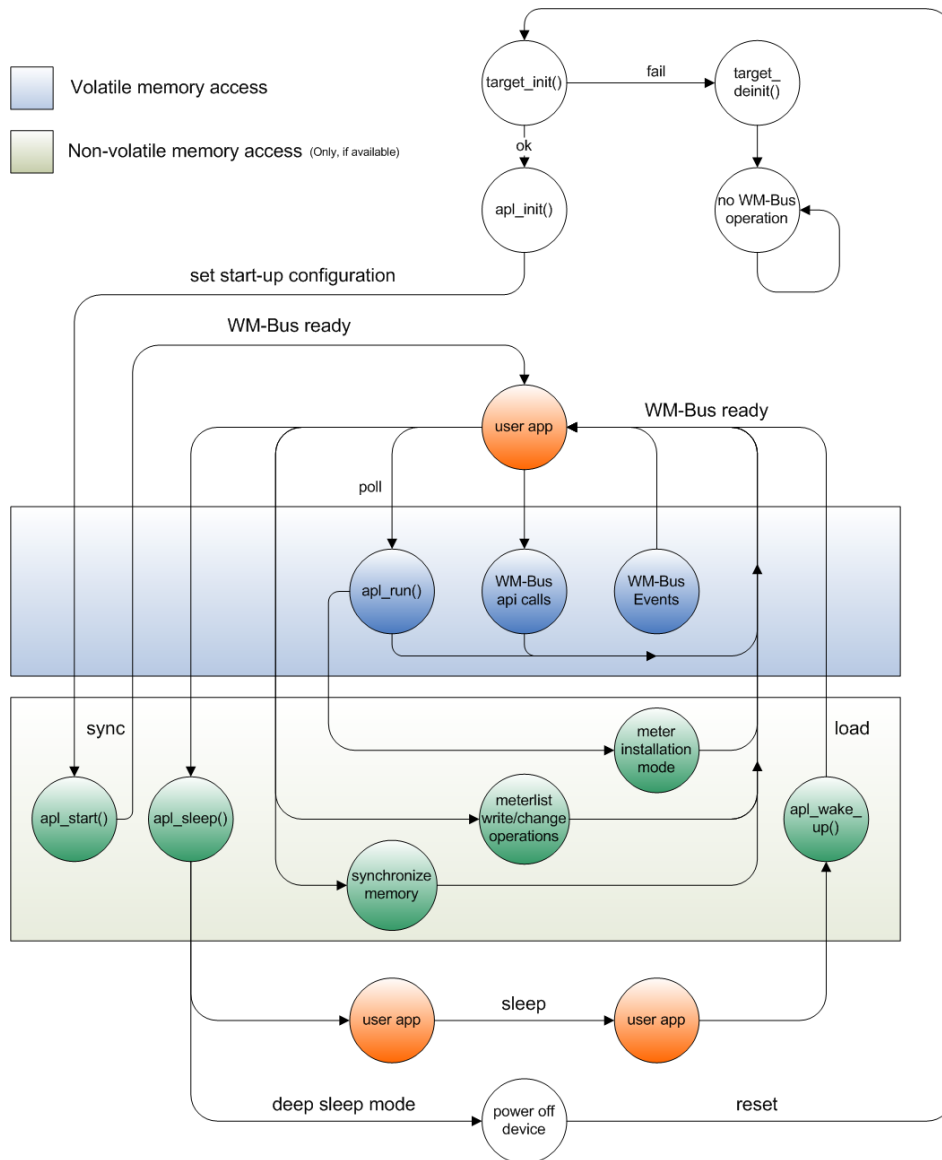 target_init()
fail
target_
deinit()
Volatile memory access
Non-volatile memory access (Only, if available)
ok
apl_init()
no WM-Bus
operation
set start-up configuration
WM-Bus ready
user app
WM-Bus ready
poll
apl_run()
WM-Bus
api calls
WM-Bus
Events
sync
meter
installation
mode
load
apl_start()
apl_sleep()
meterlist
write/change
operations
apl_wake_
up()
synchronize
memory
user app
sleep
user app
deep sleep mode
power off
device
reset